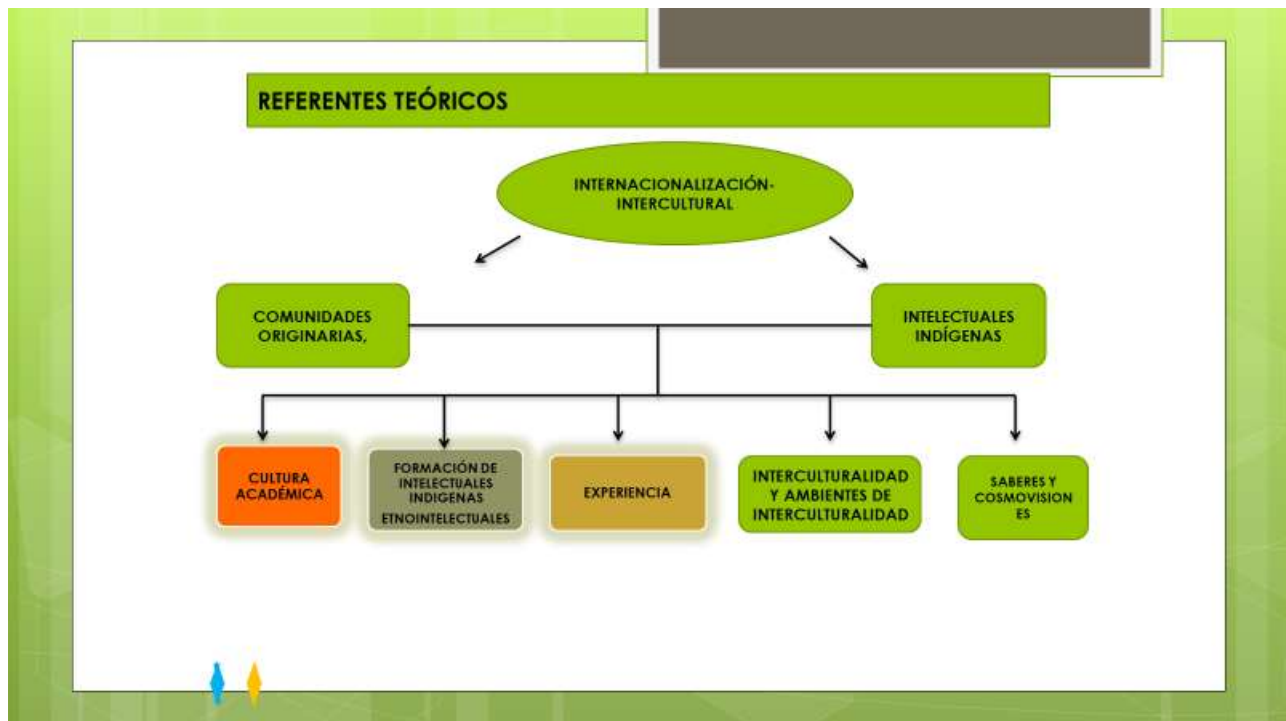 REFERENTES TEÓRICOS
INTERNACIONALIZACIÓN-
INTERCULTURAL
COMUNIDADES
ORIGINARIAS,
INTELECTUALES
INDÍGENAS
CULTURA
ACADÉMICA
FORMACIÓN DE
INTELECTUALES
INDIGENAS
ETNOINTELECTUALES
EXPERIENCIA
INTERCULTURALIDAD
Y AMBIENTES DE
INTERCULTURALIDAD
SABERES Y
COSMOVISION
ES